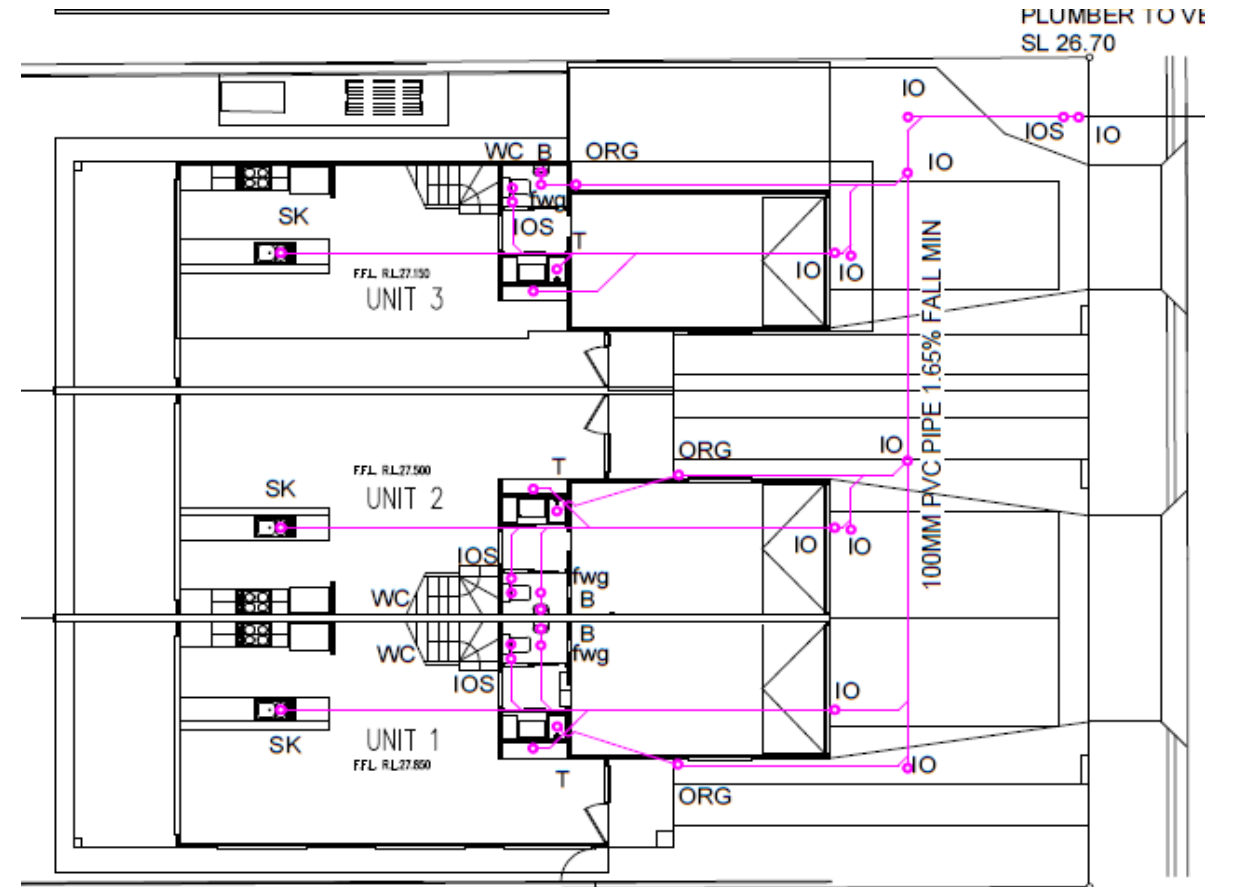 PLUMBER TO VE
SL 26.70
IO
IOS
IO
IO
WC
B
ORG
fwg
IOS
SK
T
F.F.L. R.L.27.150
UNIT 3
IO
IO
100MM PVC PIPE 1.65% FALL MIN
IO
ORG
T
F.F.L. R.L.27.500
UNIT 2
SK
IO
IO
IOS
fwg
WC
B
B
WC
fwg
IOS
IO
SK
UNIT 1
F.F.L. R.L.27.850
T
IO
ORG